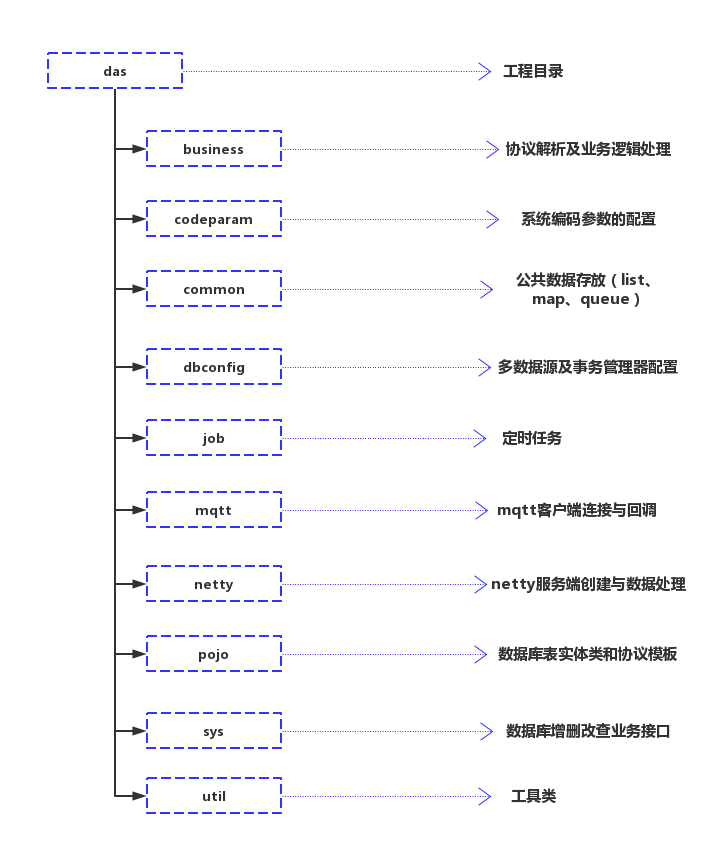 das
工程目录
business
协议解析及业务逻辑处理
codeparam
系统编码参数的配置
common
公共数据存放（list、
map、queue）
dbconfig
多数据源及事务管理器配置
job
定时任务
mqtt
mqtt客户端连接与回调
netty
netty服务端创建与数据处理
pojo
数据库表实体类和协议模板
sys
数据库增删改查业务接口
util
工具类